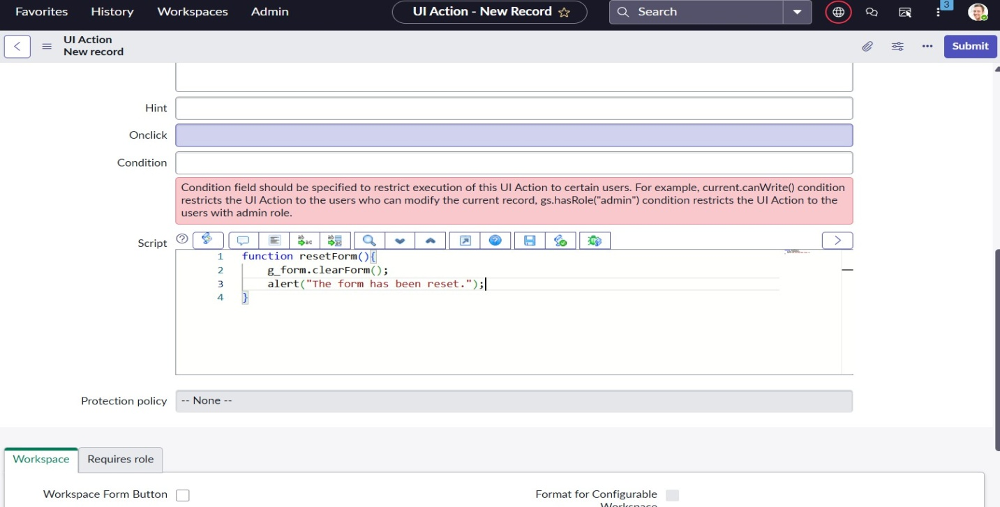 Favorites History Workspaces Admin UI Action - New Record Search 3
UI Action
New record
Submit
Hint
Onclick
Condition
Condition field should be specified to restrict execution of this UI Action to certain users. For example, current.canWrite() condition
restricts the UI Action to the users who can modify the current record, gs.hasRole("admin") condition restricts the UI Action to the
users with admin role.
Script
1 function resetForm(){
2 g_form.clearForm();
3 alert("The form has been reset.");
4 }
Protection policy -- None --
Workspace Requires role
Workspace Form Button Format for Configurable
Workspace